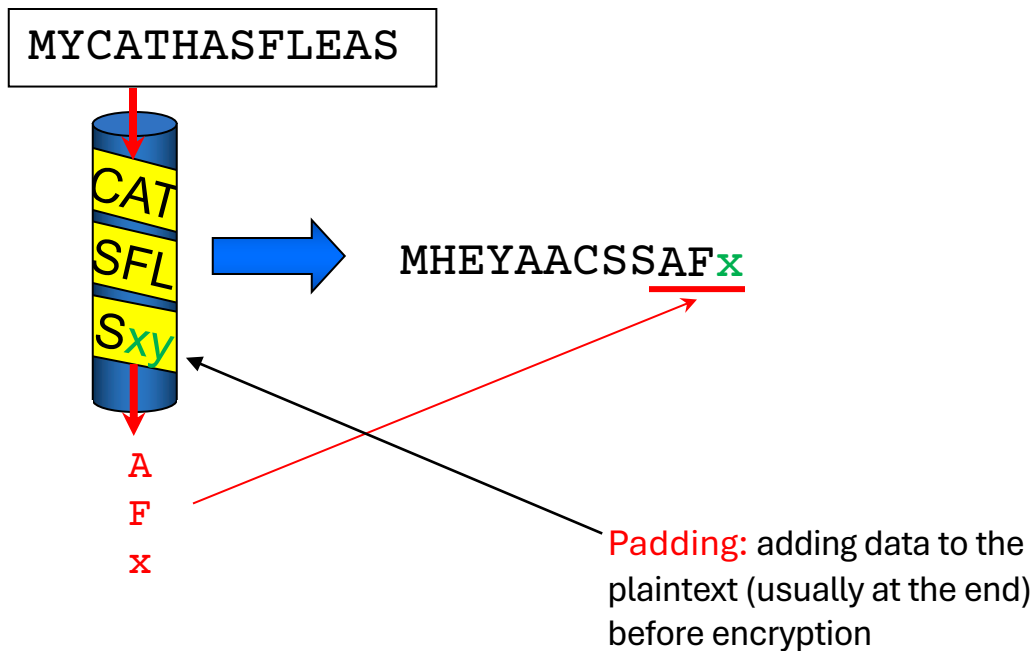 MYCATHASFLEAS
CAT
SFL
Sxy
MHEYAACSSAFx
A
F
x
Padding: adding data to the
plaintext (usually at the end)
before encryption